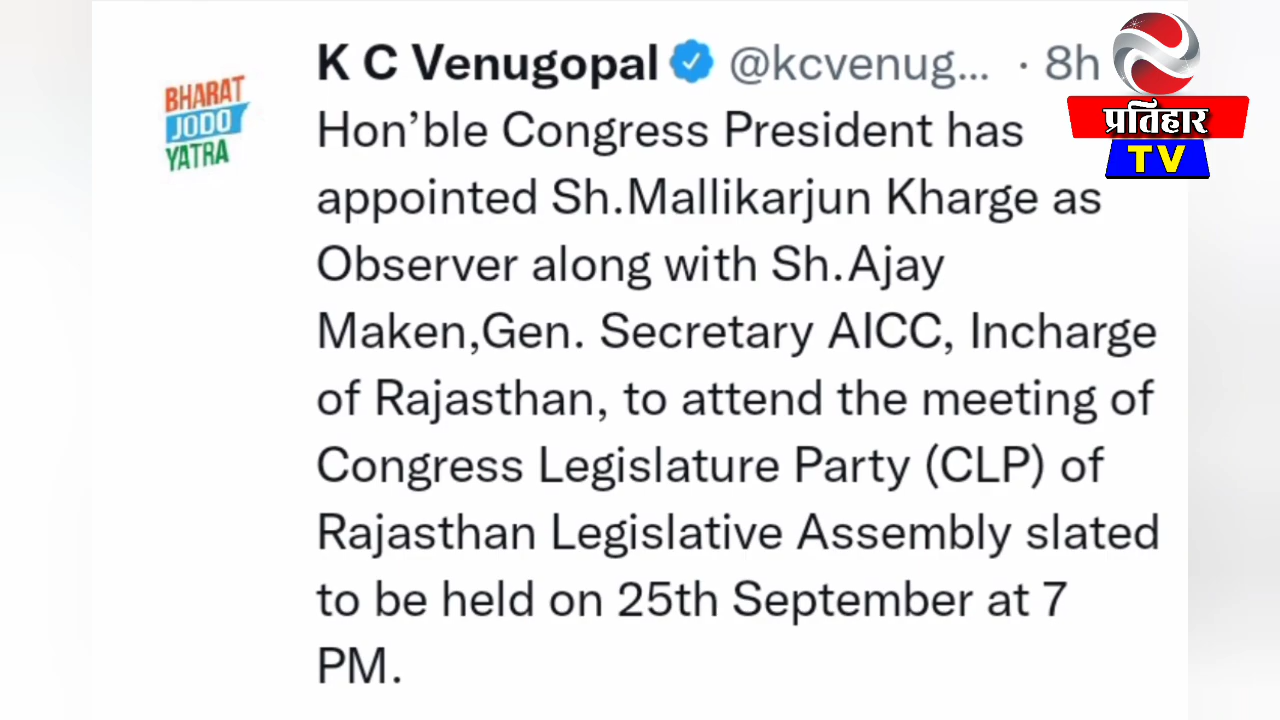 K C Venugopal @kcvenug... · 8h
BHARAT
JODO
YATRA
प्रतिहार
TV
Hon’ble Congress President has
appointed Sh.Mallikarjun Kharge as
Observer along with Sh.Ajay
Maken,Gen. Secretary AICC, Incharge
of Rajasthan, to attend the meeting of
Congress Legislature Party (CLP) of
Rajasthan Legislative Assembly slated
to be held on 25th September at 7
PM.